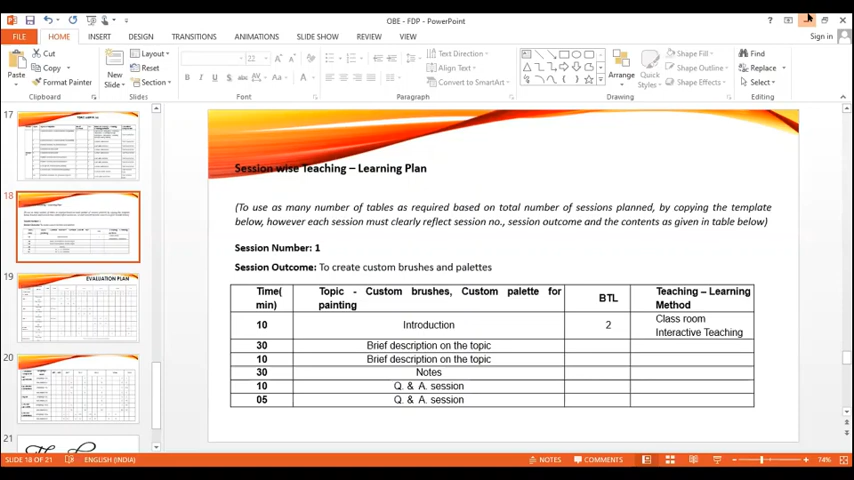 OBE - FDP - PowerPoint
Sign in
FILE HOME INSERT DESIGN TRANSITIONS ANIMATIONS SLIDE SHOW REVIEW VIEW
Paste
Cut
Copy
Format Painter
Clipboard
New
Slide
Layout
Reset
Section
Slides
22
Font
Text Direction
Align Text
Convert to SmartArt
Paragraph
Arrange
Quick
Styles
Shape Fill
Shape Outline
Shape Effects
Drawing
Find
Replace
Select
Editing
17
18
19
EVALUATION PLAN
20
21
Session wise Teaching – Learning Plan
(To use as many number of tables as required based on total number of sessions planned, by copying the template
below, however each session must clearly reflect session no., session outcome and the contents as given in table below)
Session Number: 1
Session Outcome: To create custom brushes and palettes
Time( Topic - Custom brushes, Custom palette for BTL Teaching – Learning
min) painting Method
10 Introduction 2 Class room
Interactive Teaching
30 Brief description on the topic
10 Brief description on the topic
30 Notes
10 Q. & A. session
05 Q. & A. session
SLIDE 18 OF 21 ENGLISH (INDIA) NOTES COMMENTS 74%